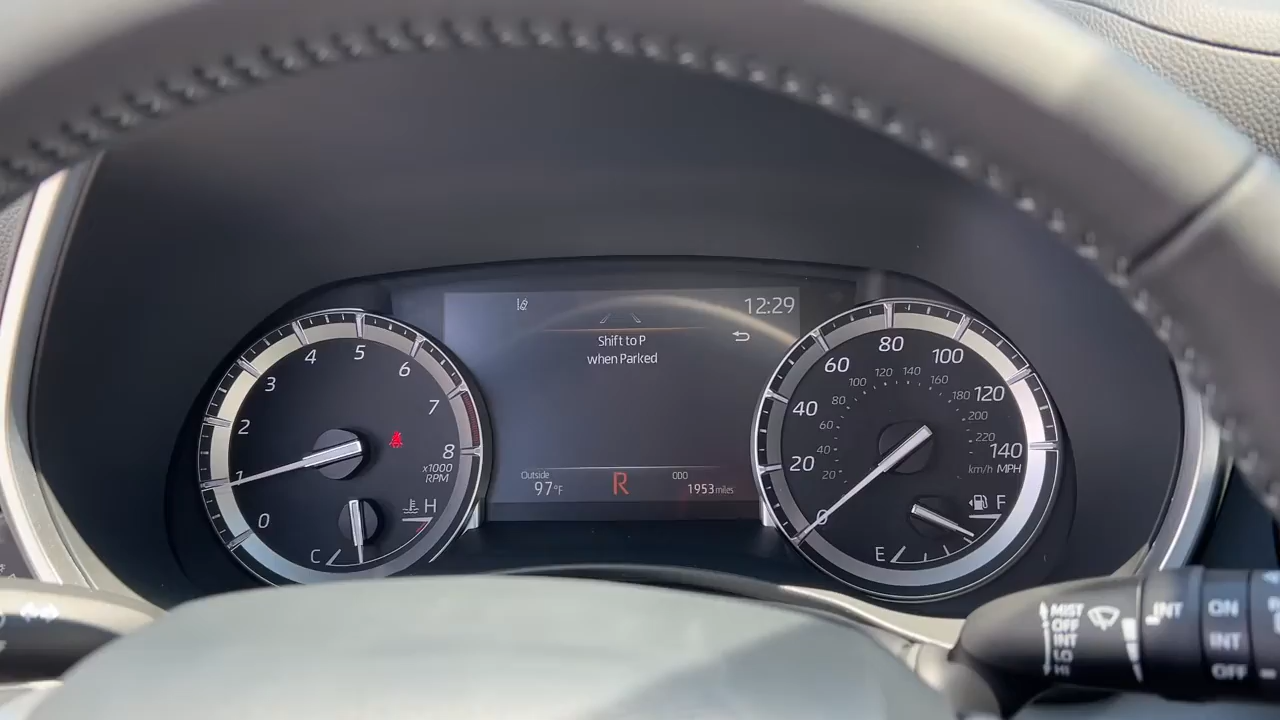 12:29
Shift to P
when Parked
Outside
97°F
R
ODO
1953 miles
0
1
2
3
4
5
6
7
8
x1000
RPM
C
H
0
20
40
60
80
100
120
140
km/h MPH
20
40
60
80
100
120
140
160
180
200
220
E
F
MIST
OFF
INT
LO
HI
INT
ON
INT
OFF